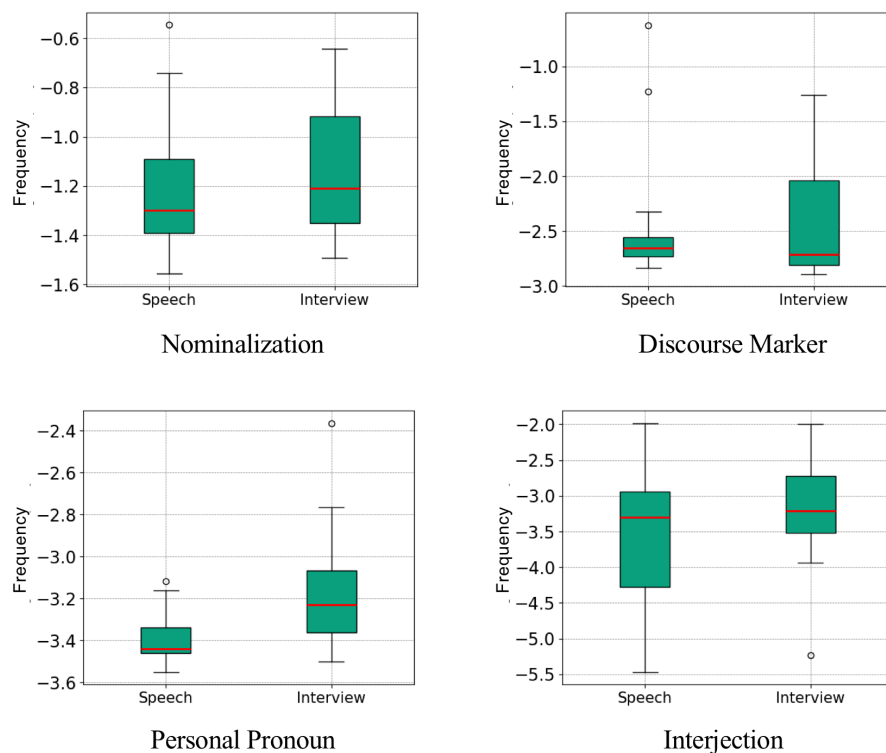 Frequency
−0.6
−0.8
−1.0
−1.2
−1.4
−1.6
Speech
Interview
Nominalization
Frequency
−1.0
−1.5
−2.0
−2.5
−3.0
Speech
Interview
Discourse Marker
Frequency
−2.4
−2.6
−2.8
−3.0
−3.2
−3.4
−3.6
Speech
Interview
Personal Pronoun
Frequency
−2.0
−2.5
−3.0
−3.5
−4.0
−4.5
−5.0
−5.5
Speech
Interview
Interjection